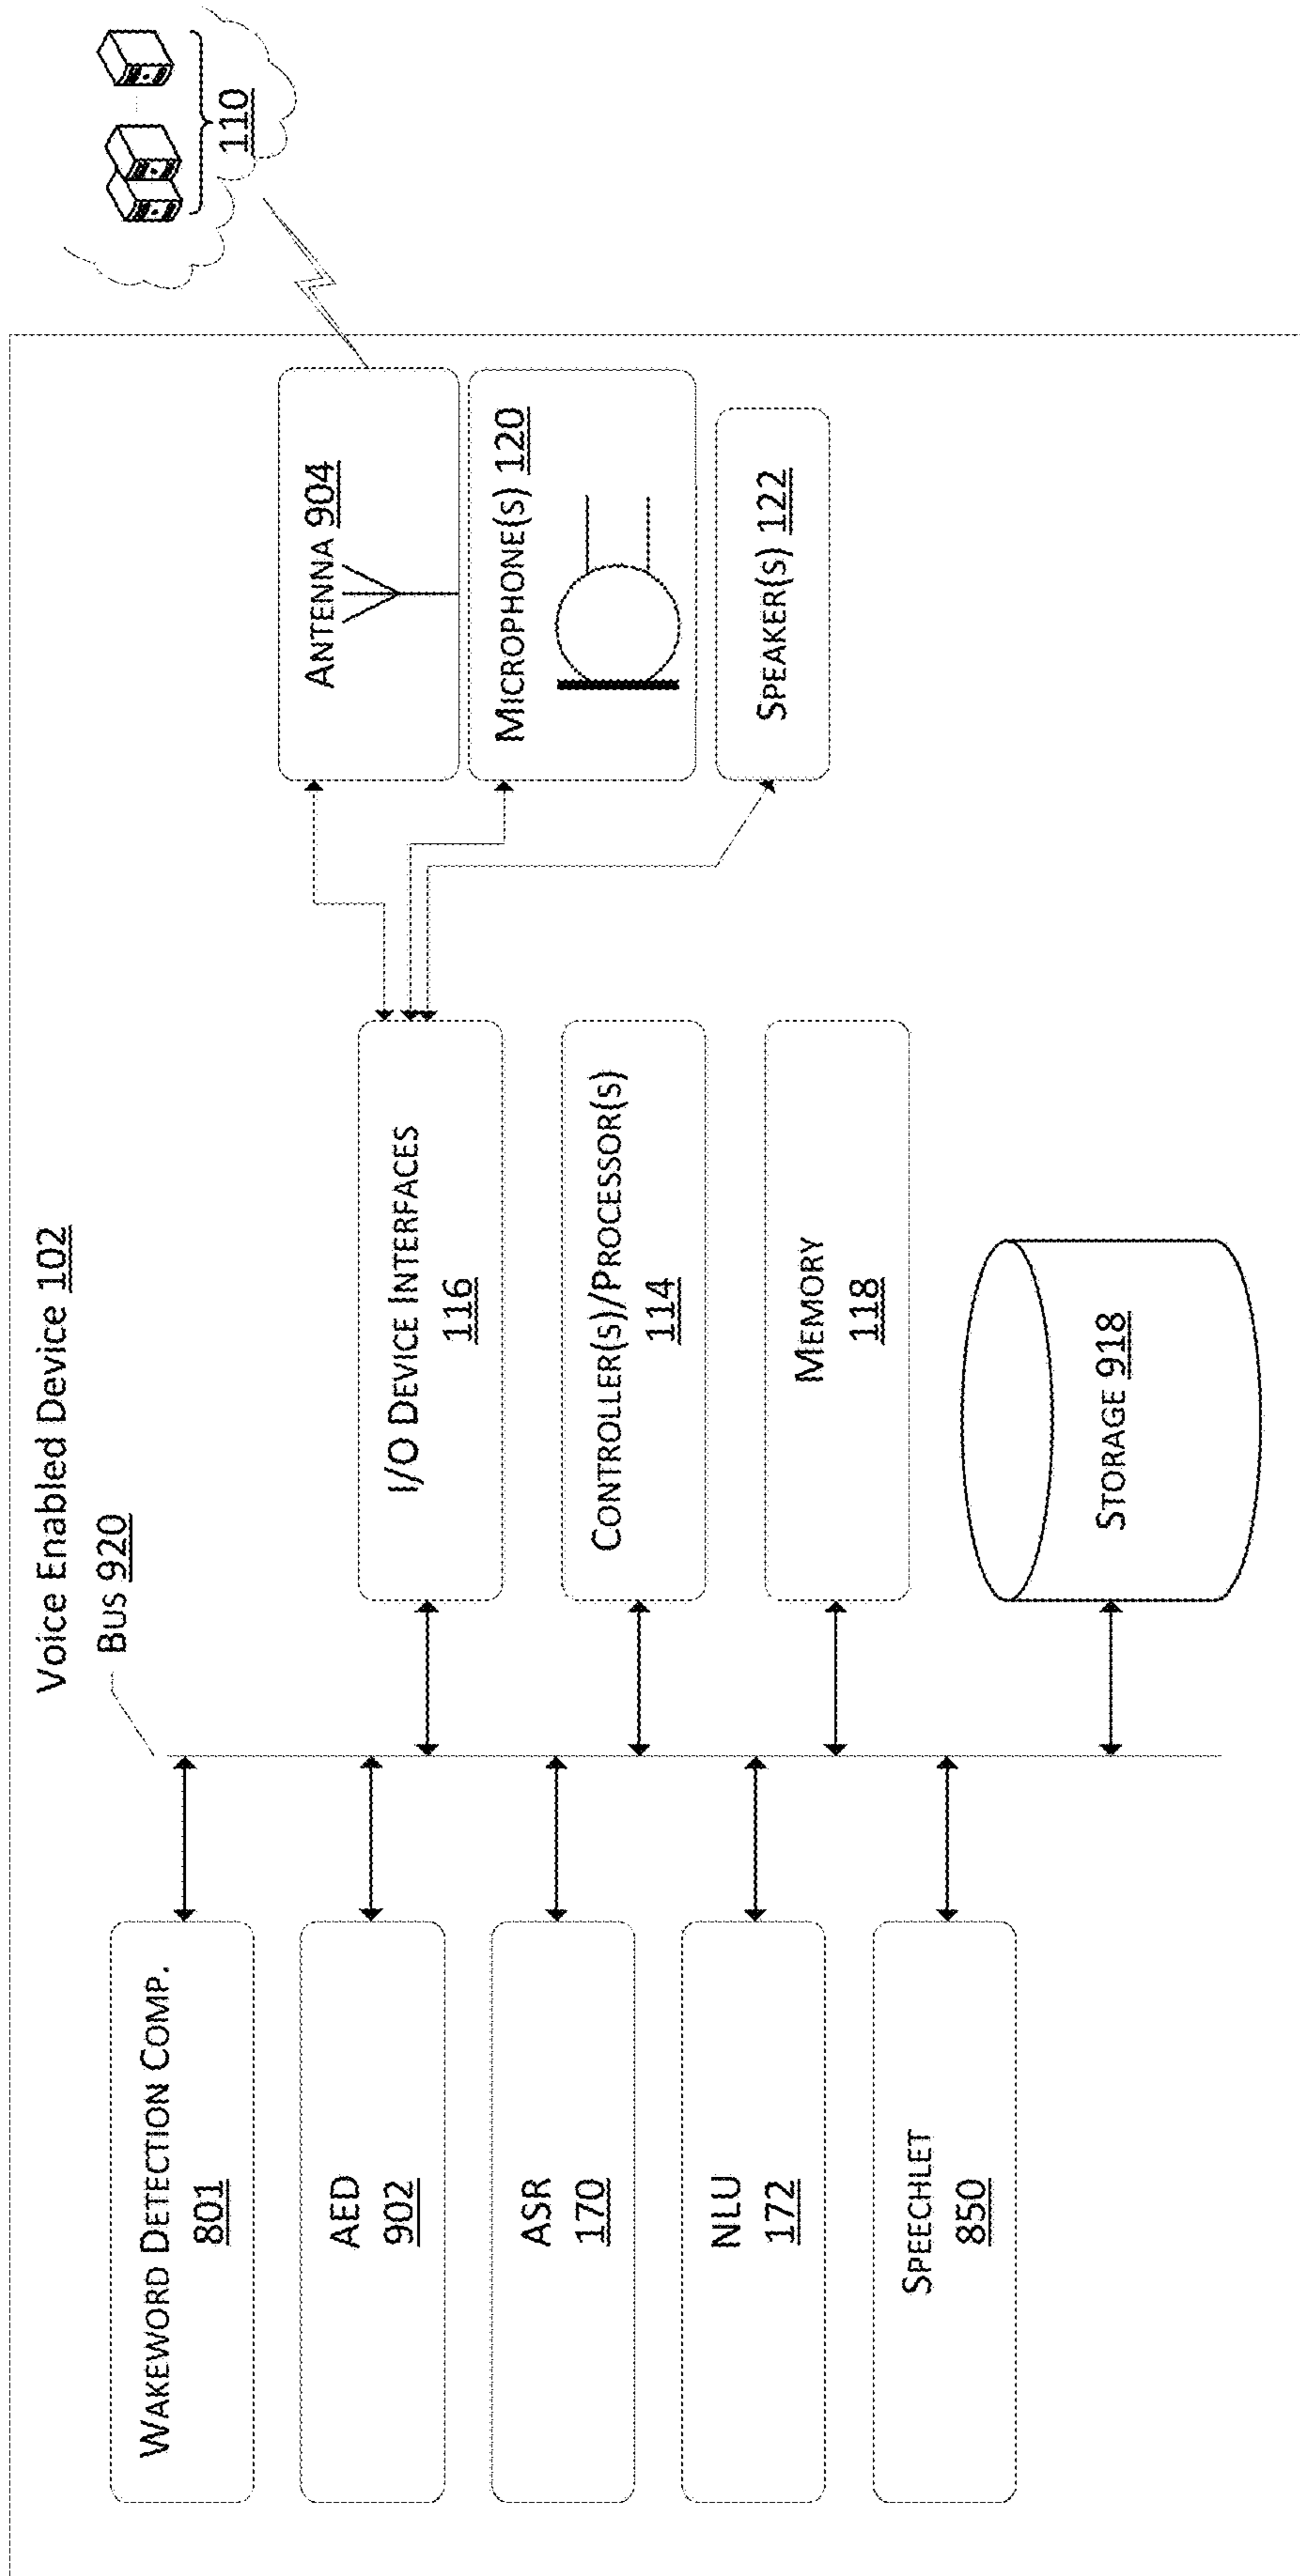 Voice Enabled Device 102
Bus 920
110
WAKEWORD DETECTION COMP.
801
AED
902
ASR
170
NLU
172
SPEECHLET
850
I/O DEVICE INTERFACES
116
CONTROLLER(S)/PROCESSOR(S)
114
MEMORY
118
STORAGE 918
ANTENNA 904
MICROPHONE(S) 120
SPEAKER(S) 122